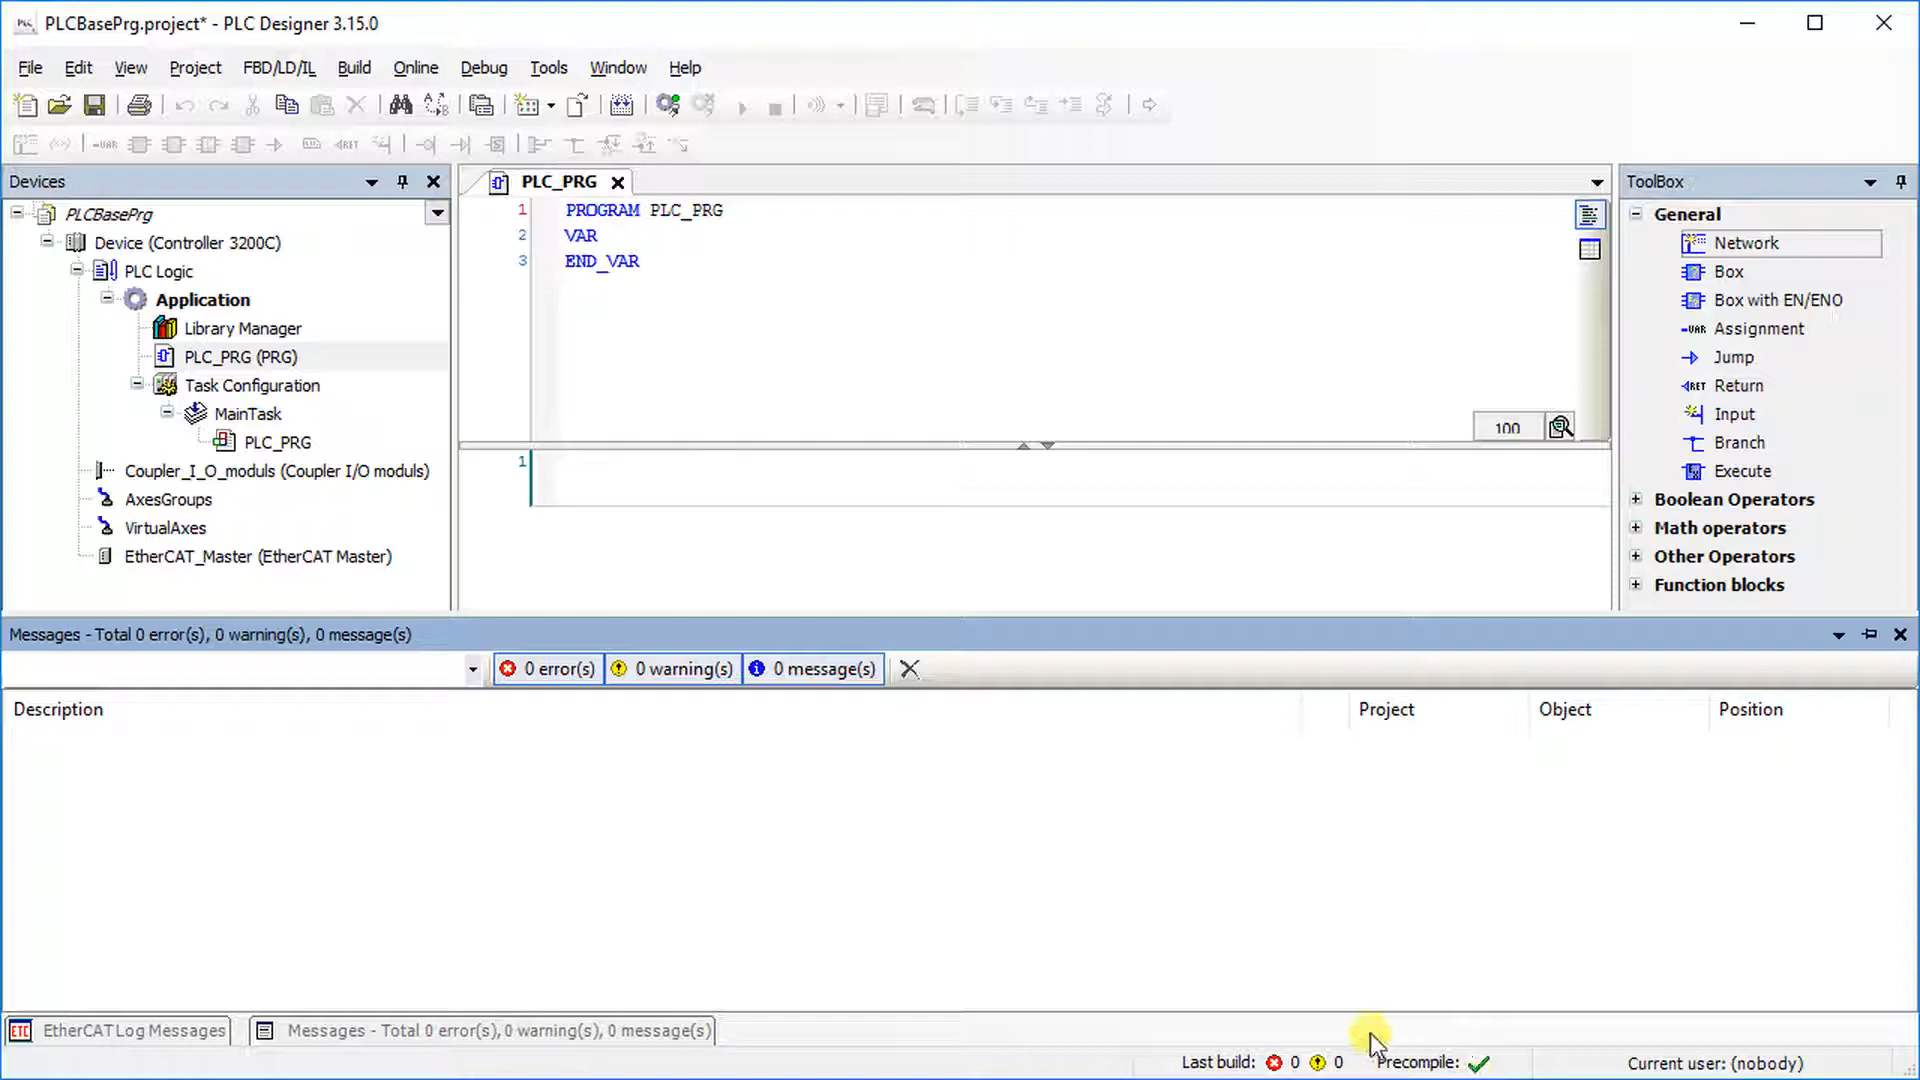 PLCBasePrg.project* - PLC Designer 3.15.0
File Edit View Project FBD/LD/IL Build Online Debug Tools Window Help
Devices
PLCBasePrg
Device (Controller 3200C)
PLC Logic
Application
Library Manager
PLC_PRG (PRG)
Task Configuration
MainTask
PLC_PRG
Coupler_I_O_moduls (Coupler I/O moduls)
AxesGroups
VirtualAxes
EtherCAT_Master (EtherCAT Master)
PLC_PRG
1 PROGRAM PLC_PRG
2 VAR
3 END_VAR
100
1
ToolBox
General
Network
Box
Box with EN/ENO
VAR Assignment
Jump
RET Return
Input
Branch
Execute
Boolean Operators
Math operators
Other Operators
Function blocks
Messages - Total 0 error(s), 0 warning(s), 0 message(s)
0 error(s) 0 warning(s) 0 message(s)
Description Project Object Position
ETC EtherCAT Log Messages Messages - Total 0 error(s), 0 warning(s), 0 message(s)
Last build: 0 0 Precompile: Current user: (nobody)